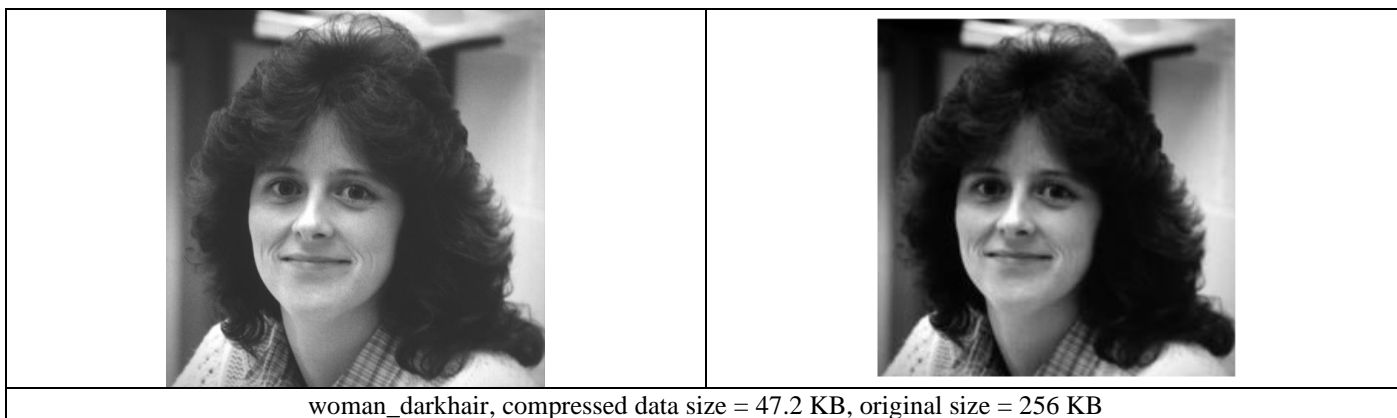 woman_darkhair, compressed data size = 47.2 KB, original size = 256 KB